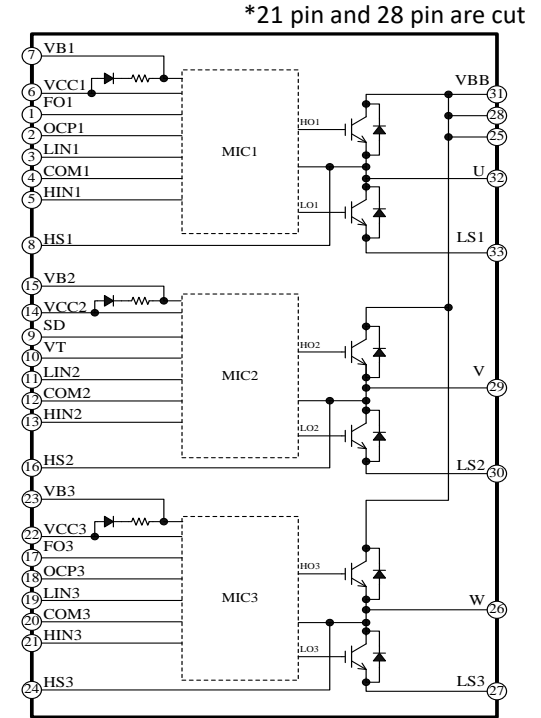 *21 pin and 28 pin are cut
7 VB1
VBB
6 VCC1
31
1 FO1
28
HO1
2 OCP1
25
3 LIN1
MIC1
4 COM1
U 32
5 HIN1
LO1
8 HS1
LS1 33
15 VB2
14 VCC2
9 SD
HO2
10 VT
11 LIN2
MIC2
V 29
12 COM2
13 HIN2
LO2
16 HS2
LS2 30
23 VB3
22 VCC3
17 FO3
18 OCP3
HO3
19 LIN3
MIC3
W 26
20 COM3
21 HIN3
LO3
24 HS3
LS3 27